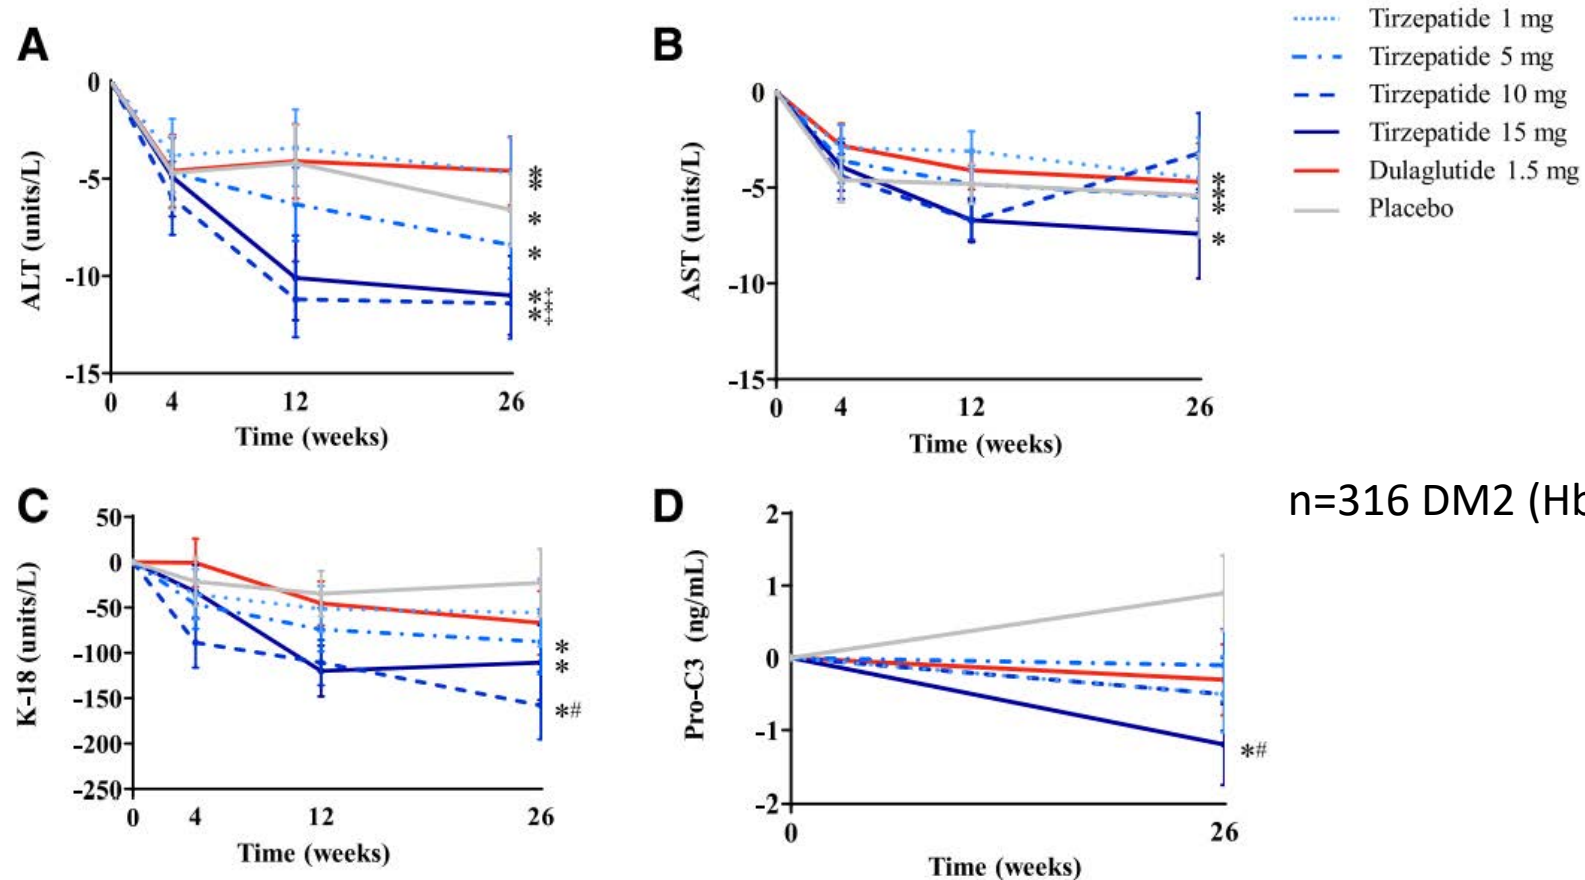 A
0
-5
-10
-15
ALT (units/L)
0 4 12 26
Time (weeks)
*
*
*
*
*‡
*‡
B
0
-5
-10
-15
AST (units/L)
0 4 12 26
Time (weeks)
*
*
*
*
Tirzepatide 1 mg
Tirzepatide 5 mg
Tirzepatide 10 mg
Tirzepatide 15 mg
Dulaglutide 1.5 mg
Placebo
C
50
0
-50
-100
-150
-200
-250
K-18 (units/L)
0 4 12 26
Time (weeks)
*
*
*#
D
2
1
0
-1
-2
Pro-C3 (ng/mL)
0 26
Time (weeks)
*#
n=316 DM2 (Hb